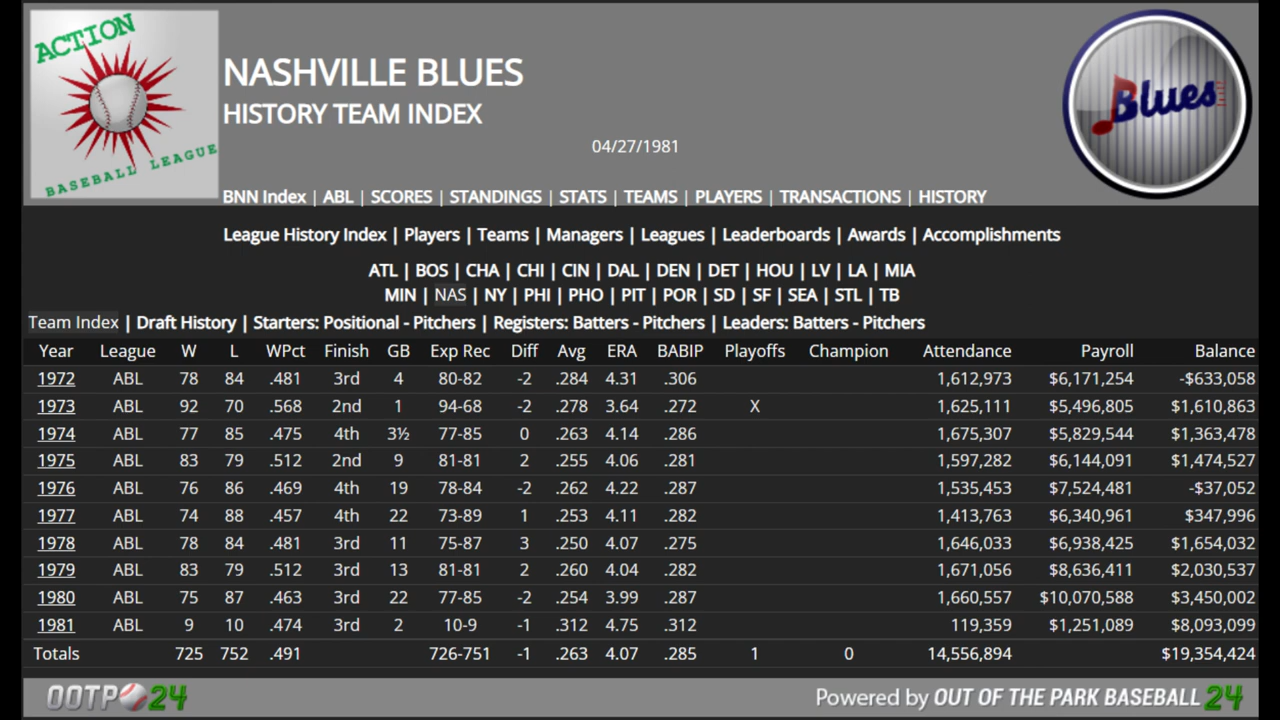 ACTION
BASEBALL LEAGUE
NASHVILLE BLUES
HISTORY TEAM INDEX
04/27/1981
Blues
BNN Index | ABL | SCORES | STANDINGS | STATS | TEAMS | PLAYERS | TRANSACTIONS | HISTORY
League History Index | Players | Teams | Managers | Leagues | Leaderboards | Awards | Accomplishments
ATL | BOS | CHA | CHI | CIN | DAL | DEN | DET | HOU | LV | LA | MIA
MIN | NAS | NY | PHI | PHO | PIT | POR | SD | SF | SEA | STL | TB
Team Index | Draft History | Starters: Positional - Pitchers | Registers: Batters - Pitchers | Leaders: Batters - Pitchers
Year League W L WPct Finish GB Exp Rec Diff Avg ERA BABIP Playoffs Champion Attendance Payroll Balance
1972 ABL 78 84 .481 3rd 4 80-82 -2 .284 4.31 .306 1,612,973 $6,171,254 -$633,058
1973 ABL 92 70 .568 2nd 1 94-68 -2 .278 3.64 .272 X 1,625,111 $5,496,805 $1,610,863
1974 ABL 77 85 .475 4th 3½ 77-85 0 .263 4.14 .286 1,675,307 $5,829,544 $1,363,478
1975 ABL 83 79 .512 2nd 9 81-81 2 .255 4.06 .281 1,597,282 $6,144,091 $1,474,527
1976 ABL 76 86 .469 4th 19 78-84 -2 .262 4.22 .287 1,535,453 $7,524,481 -$37,052
1977 ABL 74 88 .457 4th 22 73-89 1 .253 4.11 .282 1,413,763 $6,340,961 $347,996
1978 ABL 78 84 .481 3rd 11 75-87 3 .250 4.07 .275 1,646,033 $6,938,425 $1,654,032
1979 ABL 83 79 .512 3rd 13 81-81 2 .260 4.04 .282 1,671,056 $8,636,411 $2,030,537
1980 ABL 75 87 .463 3rd 22 77-85 -2 .254 3.99 .287 1,660,557 $10,070,588 $3,450,002
1981 ABL 9 10 .474 3rd 2 10-9 -1 .312 4.75 .312 119,359 $1,251,089 $8,093,099
Totals 725 752 .491 726-751 -1 .263 4.07 .285 1 0 14,556,894 $19,354,424
OOTP 24
Powered by OUT OF THE PARK BASEBALL 24